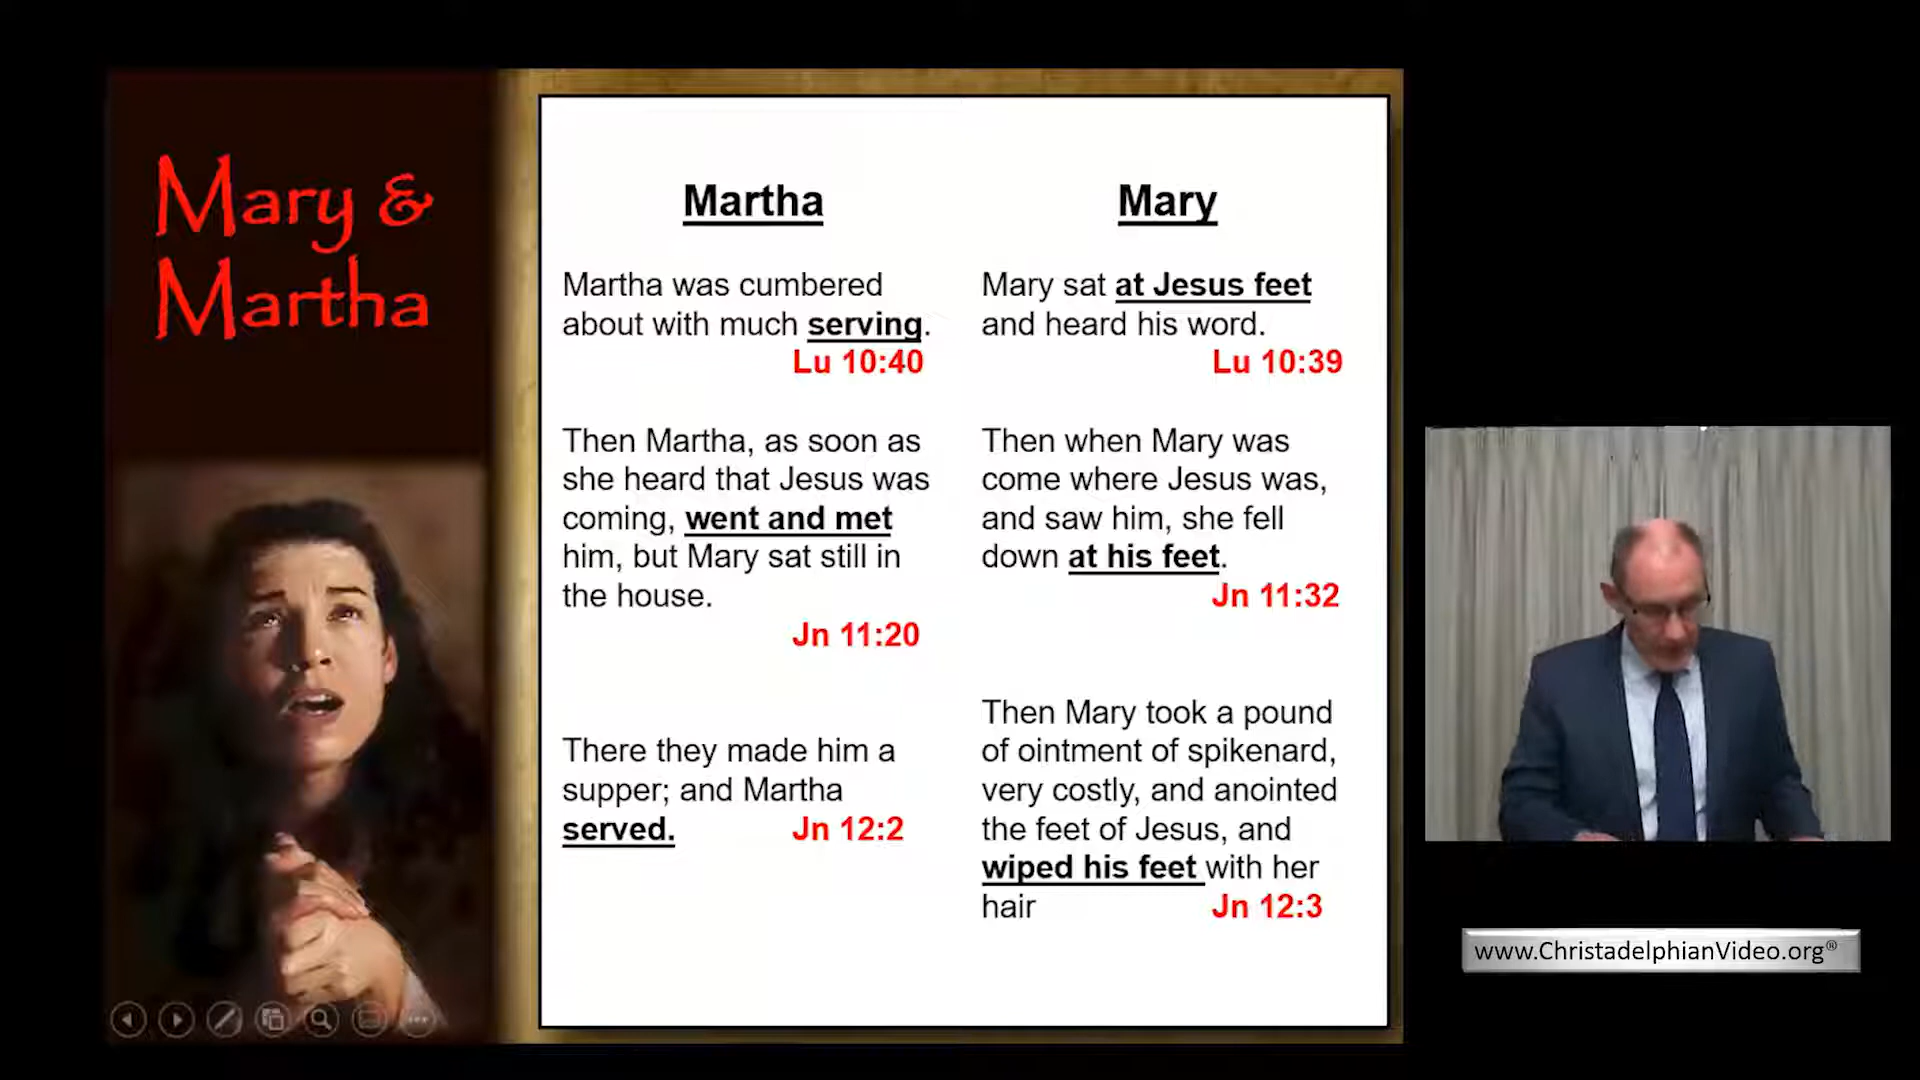 Mary &
Martha
Martha
Martha was cumbered
about with much serving.
Lu 10:40
Then Martha, as soon as
she heard that Jesus was
coming, went and met
him, but Mary sat still in
the house.
Jn 11:20
There they made him a
supper; and Martha
served. Jn 12:2
Mary
Mary sat at Jesus feet
and heard his word.
Lu 10:39
Then when Mary was
come where Jesus was,
and saw him, she fell
down at his feet.
Jn 11:32
Then Mary took a pound
of ointment of spikenard,
very costly, and anointed
the feet of Jesus, and
wiped his feet with her
hair Jn 12:3
www.ChristadelphianVideo.org®